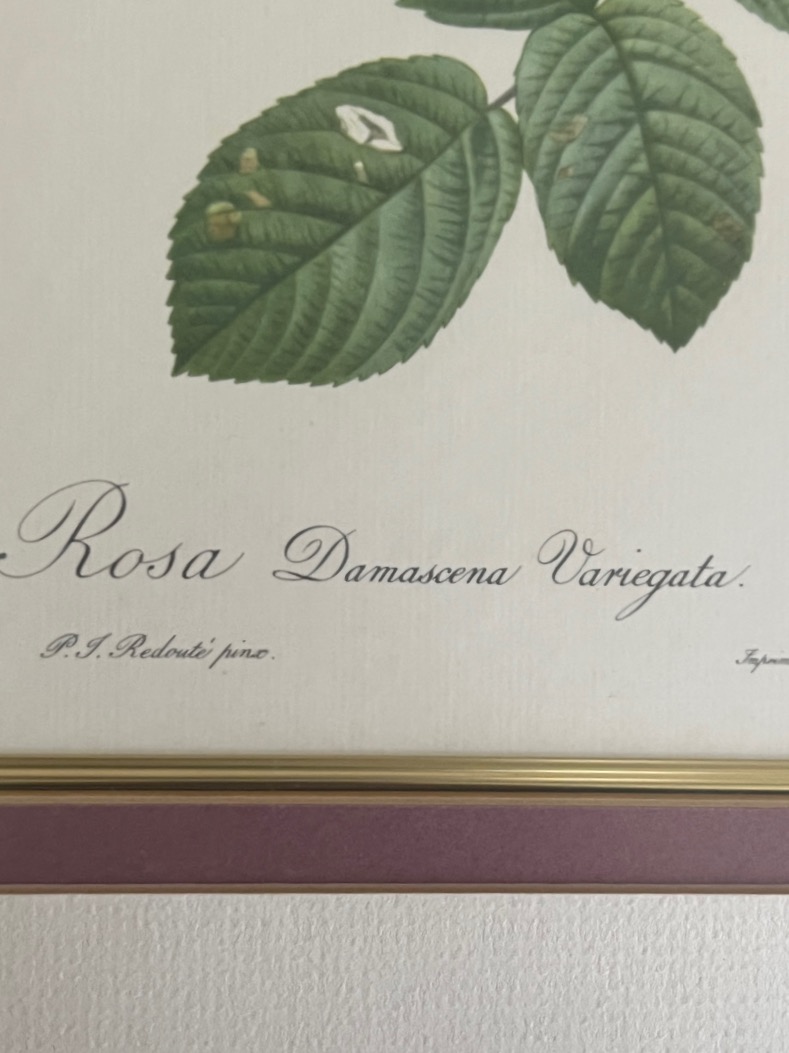 Rosa Damascena Variegata.
P. J. Redouté pinx.